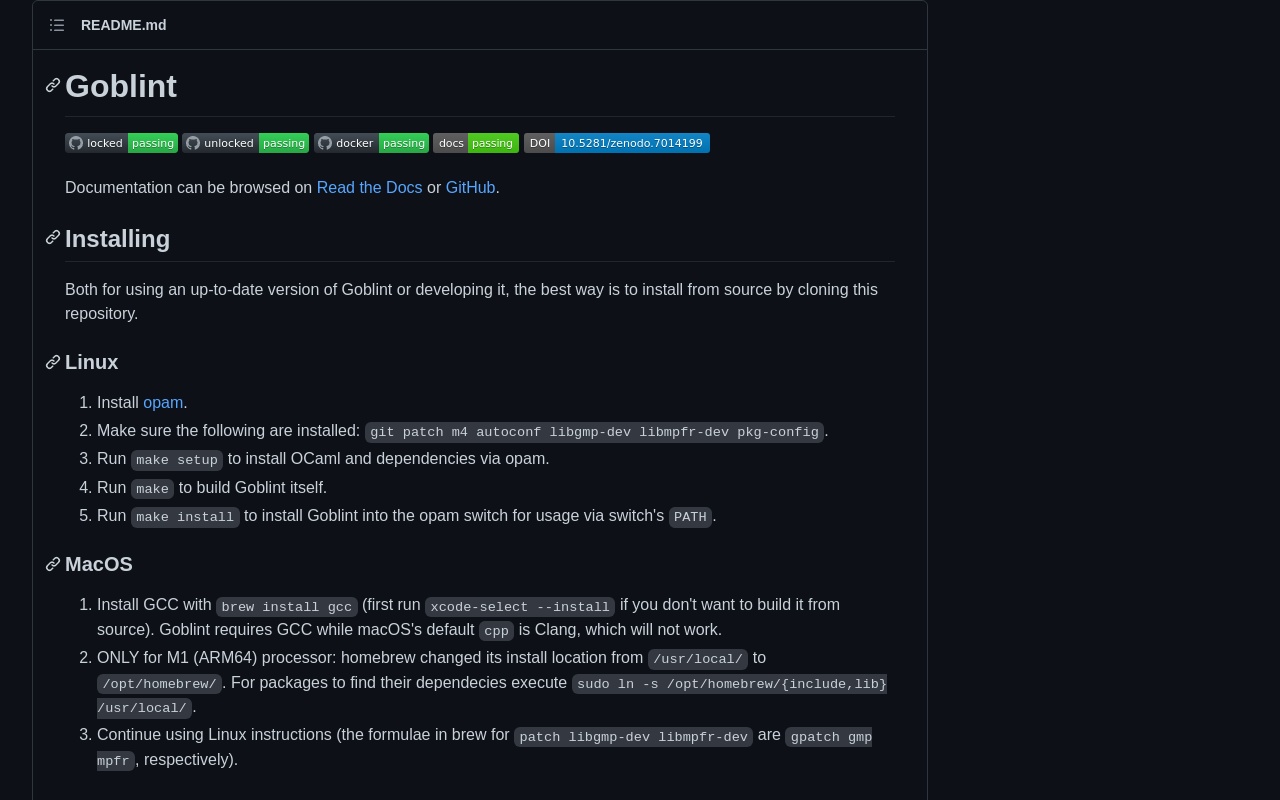 README.md
Goblint
locked passing unlocked passing docker passing docs passing DOI 10.5281/zenodo.7014199
Documentation can be browsed on Read the Docs or GitHub.
Installing
Both for using an up-to-date version of Goblint or developing it, the best way is to install from source by cloning this
repository.
Linux
1. Install opam.
2. Make sure the following are installed: git patch m4 autoconf libgmp-dev libmpfr-dev pkg-config.
3. Run make setup to install OCaml and dependencies via opam.
4. Run make to build Goblint itself.
5. Run make install to install Goblint into the opam switch for usage via switch's PATH.
MacOS
1. Install GCC with brew install gcc (first run xcode-select --install if you don't want to build it from
source). Goblint requires GCC while macOS's default cpp is Clang, which will not work.
2. ONLY for M1 (ARM64) processor: homebrew changed its install location from /usr/local/ to
/opt/homebrew/. For packages to find their dependecies execute sudo ln -s /opt/homebrew/{include,lib}
/usr/local/.
3. Continue using Linux instructions (the formulae in brew for patch libgmp-dev libmpfr-dev are gpatch gmp
mpfr, respectively).